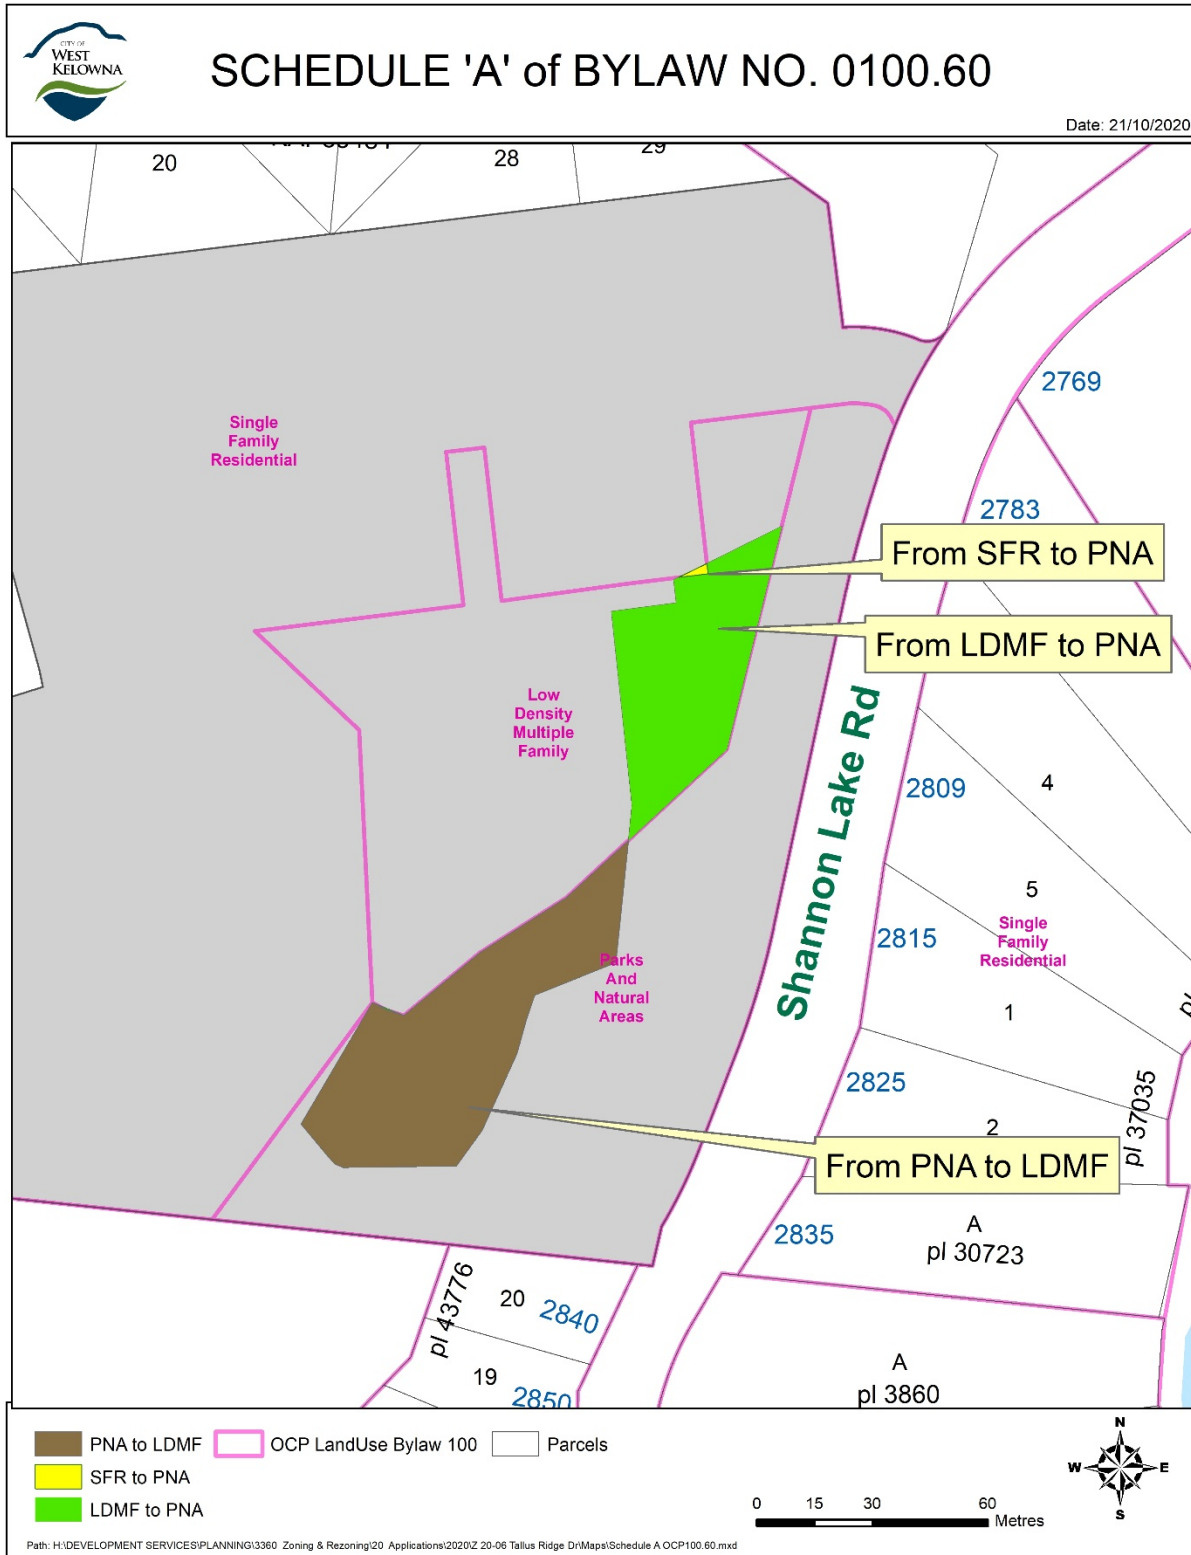 CITY OF
WEST
KELOWNA
SCHEDULE 'A' of BYLAW NO. 0100.60
Date: 21/10/2020
20
28
29
2769
Single
Family
Residential
2783
From SFR to PNA
From LDMF to PNA
Low
Density
Multiple
Family
Shannon Lake Rd
2809
4
5
2815
Single
Family
Residential
Parks
And
Natural
Areas
1
pl
2825
2
pl 37035
From PNA to LDMF
2835
A
pl 30723
pl 43776
20
2840
19
2850
A
pl 3860
PNA to LDMF
OCP LandUse Bylaw 100
Parcels
SFR to PNA
LDMF to PNA
N
W
E
S
0 15 30 60
Metres
Path: H:\DEVELOPMENT SERVICES\PLANNING\3360 Zoning & Rezoning\20 Applications\2020\Z 20-06 Tallus Ridge Dr\Maps\Schedule A OCP100.60.mxd